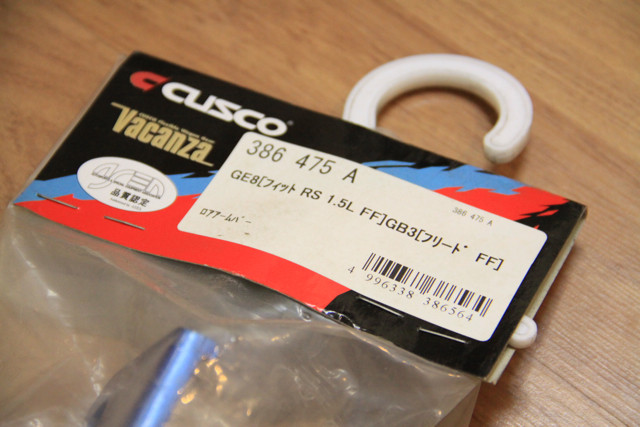 CUSCO
Vacanza
ASEA
品質認定
386 475 A
386 475 A
GE8[フィット RS 1.5L FF]GB3[フリード FF]
ロアアームバー
4 996338 386564